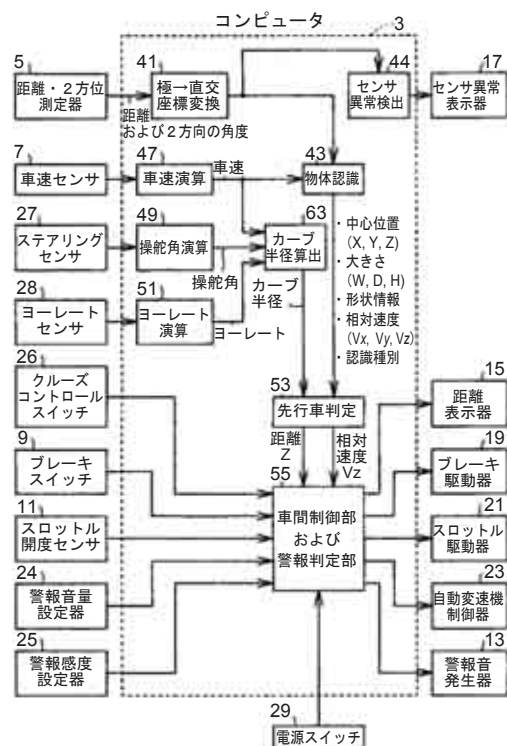 コンピュータ
3
5
距離・2方位
測定器
41
極→直交
座標変換
44
センサ
異常検出
17
センサ異常
表示器
距離
および2方向の角度
7
車速センサ
47
車速演算
車速
43
物体認識
27
ステアリング
センサ
49
操舵角演算
操舵角
63
カーブ
半径算出
・中心位置
(X, Y, Z)
・大きさ
(W, D, H)
・形状情報
・相対速度
(Vx, Vy, Vz)
・認識種別
28
ヨーレート
センサ
51
ヨーレート
演算
ヨーレート
カーブ
半径
26
クルーズ
コントロール
スイッチ
53
先行車判定
15
距離
表示器
距離
Z
相対
速度
Vz
9
ブレーキ
スイッチ
55
車間制御部
および
警報判定部
19
ブレーキ
駆動器
11
スロットル
開度センサ
21
スロットル
駆動器
24
警報音量
設定器
23
自動変速機
制御器
25
警報感度
設定器
13
警報音
発生器
29
電源スイッチ